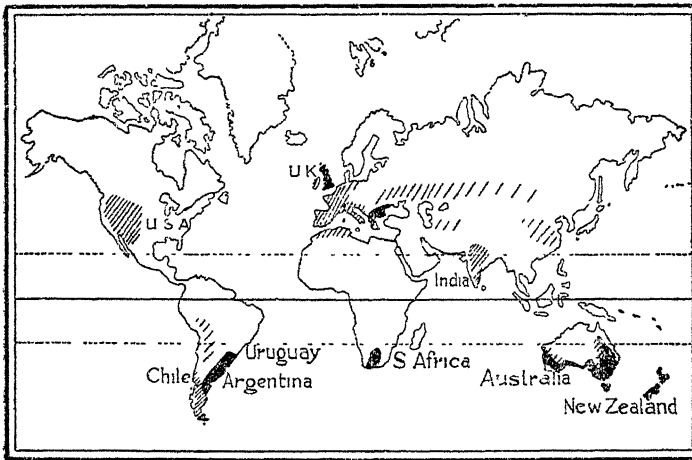 UK
USA
India
Uruguay
S Africa
Chile
Argentina
Australia
New Zealand